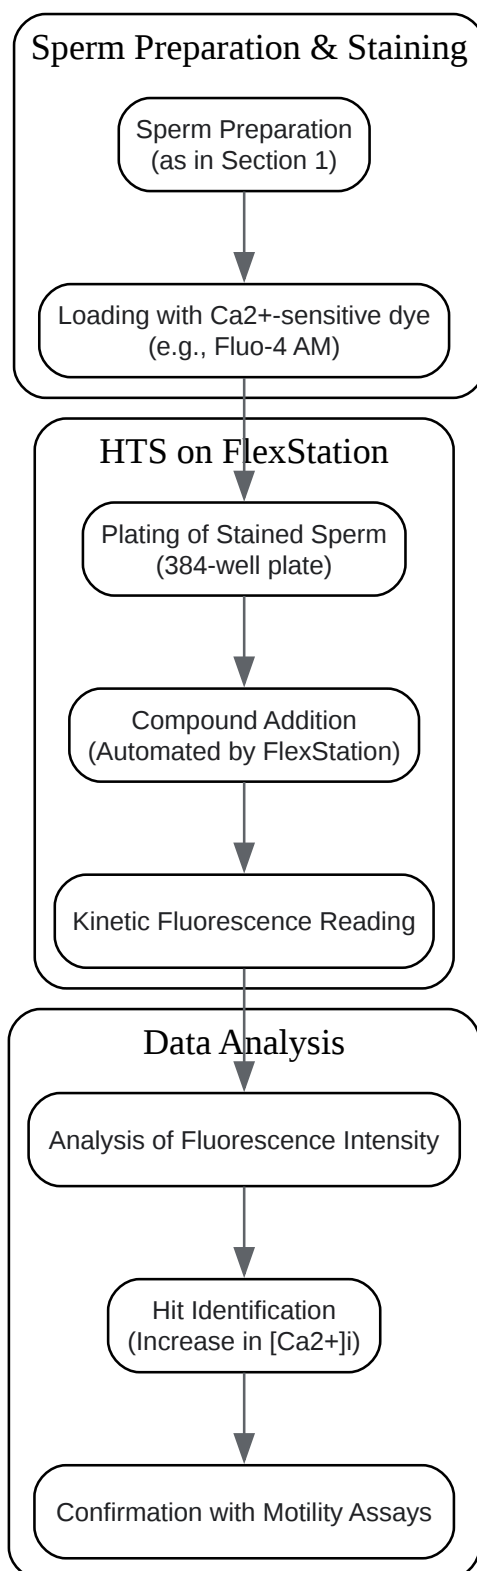 Sperm Preparation & Staining
Sperm Preparation
(as in Section 1)
Loading with Ca2+-sensitive dye
(e.g., Fluo-4 AM)
HTS on FlexStation
Plating of Stained Sperm
(384-well plate)
Compound Addition
(Automated by FlexStation)
Kinetic Fluorescence Reading
Data Analysis
Analysis of Fluorescence Intensity
Hit Identification
(Increase in [Ca2+]i)
Confirmation with Motility Assays